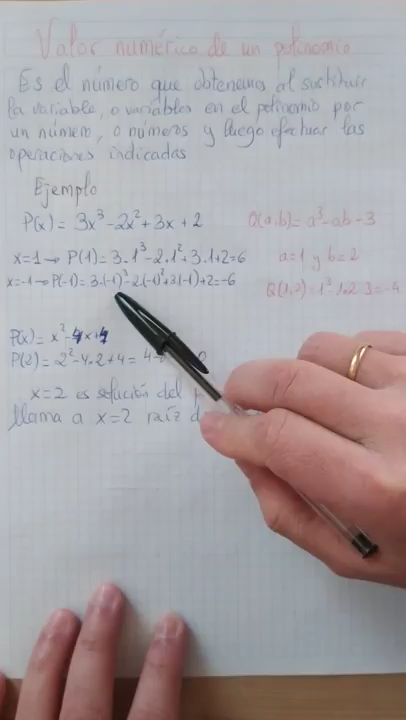 Valor numérico de un polinomio
Es el número que obtenemos al sustituir
la variable, o variables en el polinomio por
un número, o números y luego efectuar las
operaciones indicadas
Ejemplo
P(x) = 3x³ - 2x² + 3x + 2
x=1 → P(1) = 3·1³ - 2·1² + 3·1 + 2 = 6
x=-1 → P(-1) = 3·(-1)³ - 2·(-1)² + 3·(-1) + 2 = -6
Q(a,b) = a³ - ab - 3
a=1 y b=2
Q(1,2) = 1³ - 1·2 - 3 = -4
P(x) = x² - 4x + 4
P(2) = 2² - 4·2 + 4 = 4 - 0
x=2 es solución del
llama a x=2 raíz d